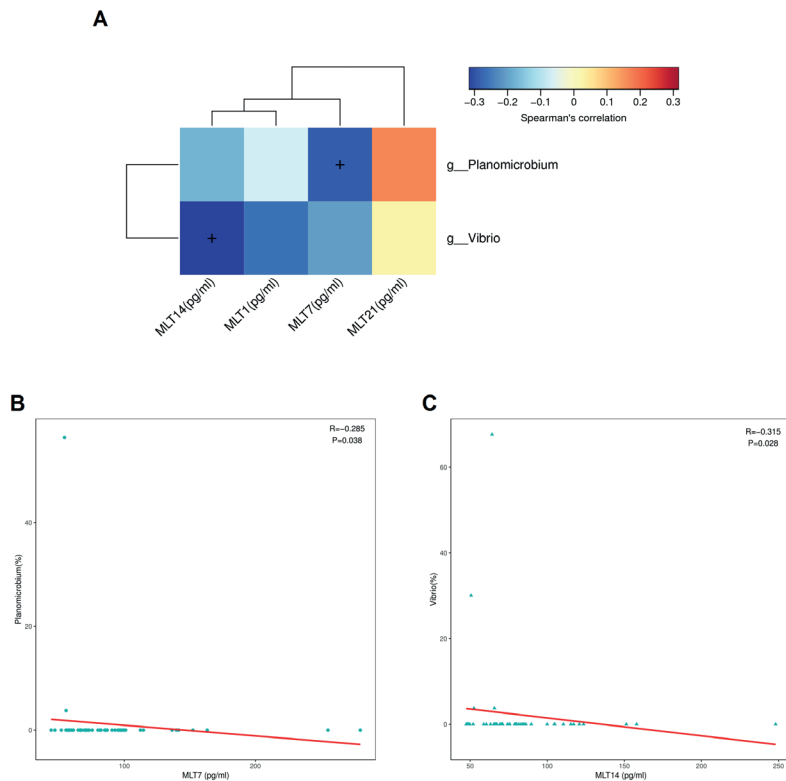 A
−0.3 −0.2 −0.1 0 0.1 0.2 0.3
Spearman's correlation
+
g__Planomicrobium
+
g__Vibrio
MLT14(pg/ml) MLT1(pg/ml) MLT7(pg/ml) MLT21(pg/ml)
B
R=−0.285
P=0.038
Planomicrobium(%)
40
20
0
100 200
MLT7 (pg/ml)
C
R=−0.315
P=0.028
Vibrio(%)
60
40
20
0
50 100 150 200 250
MLT14 (pg/ml)